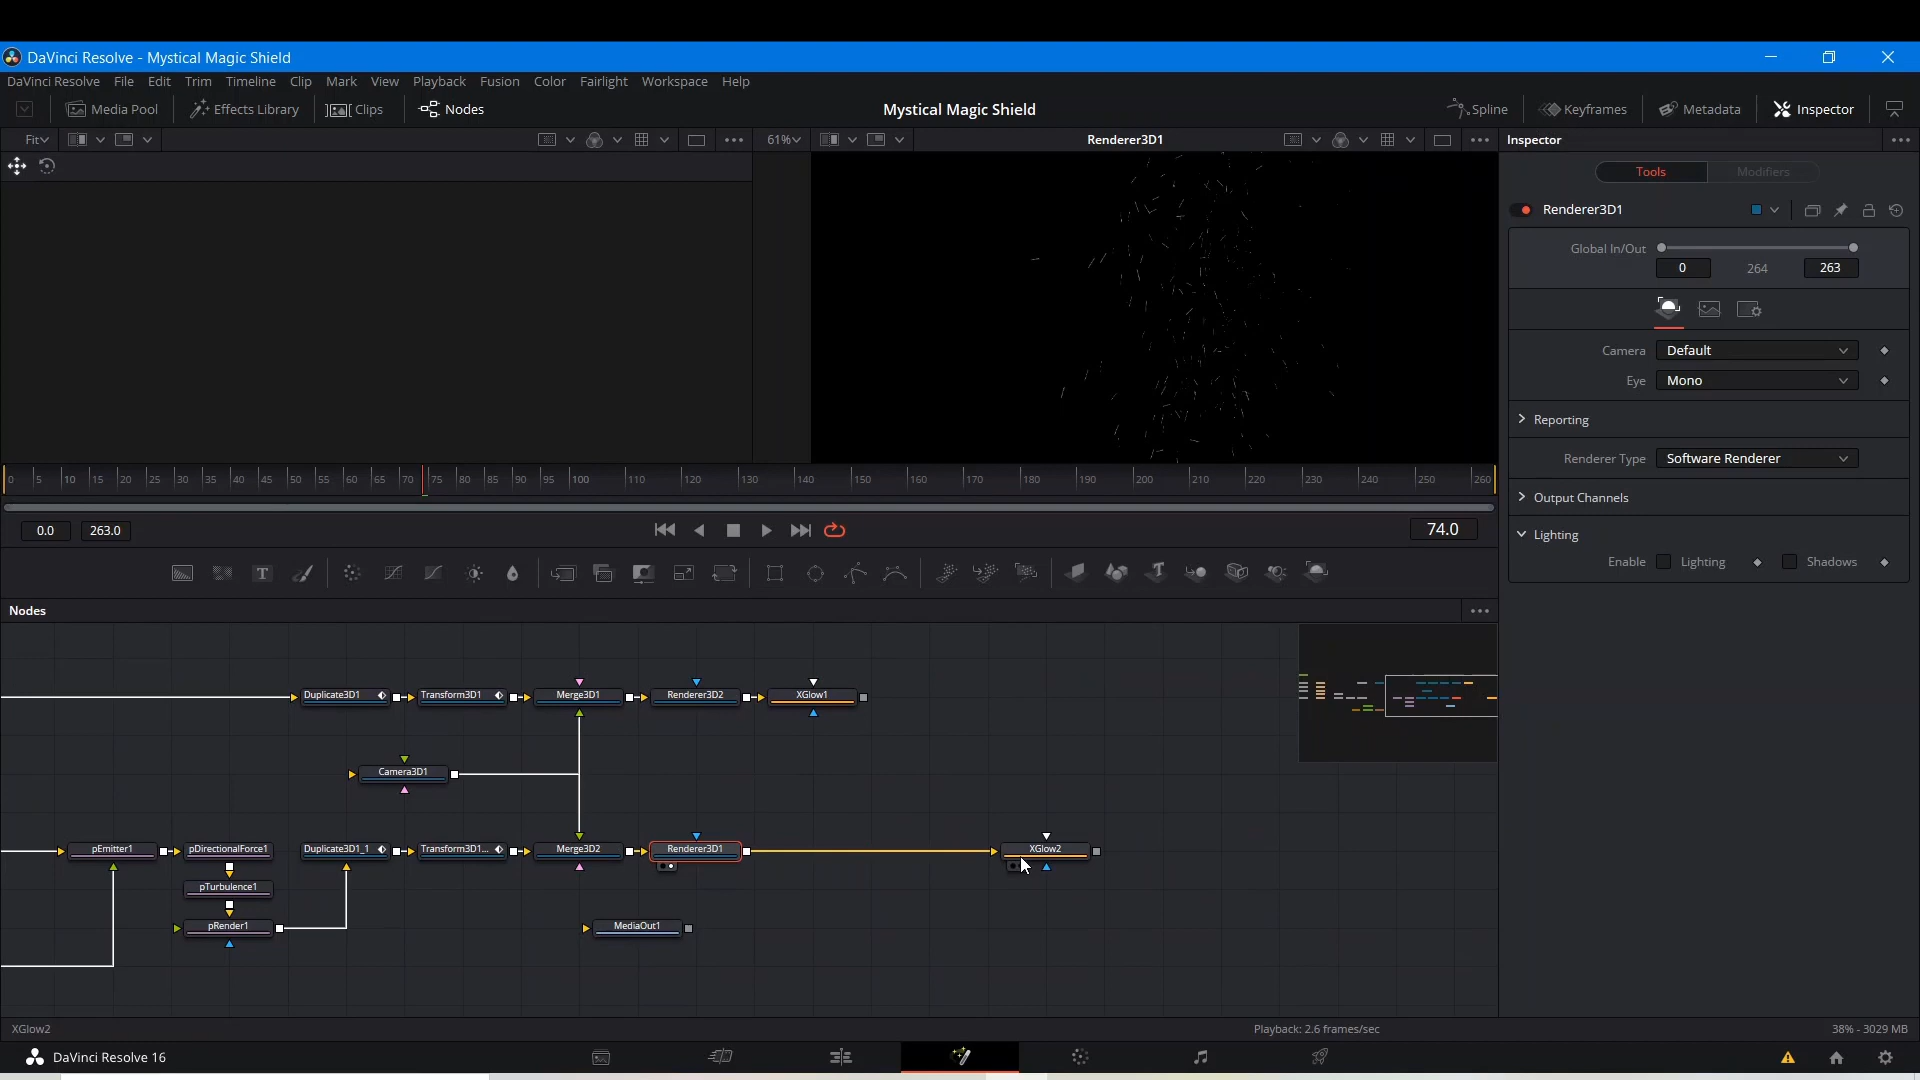 DaVinci Resolve - Mystical Magic Shield
DaVinci Resolve File Edit Trim Timeline Clip Mark View Playback Fusion Color Fairlight Workspace Help
Media Pool Effects Library Clips Nodes Mystical Magic Shield Spline Keyframes Metadata Inspector
Fit 61% Renderer3D1 Inspector
Tools Modifiers
Renderer3D1
Global In/Out
0 264 263
Camera Default
Eye Mono
Reporting
Renderer Type Software Renderer
Output Channels
Lighting
Enable Lighting Shadows
0 5 10 15 20 25 30 35 40 45 50 55 60 65 70 75 80 85 90 95 100 110 120 130 140 150 160 170 180 190 200 210 220 230 240 250 260
0.0 263.0 74.0
Nodes
Duplicate3D1 Transform3D1 Merge3D1 Renderer3D2 XGlow1
Camera3D1
pEmitter1 pDirectionalForce1 Duplicate3D1_1 Transform3D1... Merge3D2 Renderer3D1 XGlow2
pTurbulence1
pRender1 MediaOut1
XGlow2 Playback: 2.6 frames/sec 38% - 3029 MB
DaVinci Resolve 16